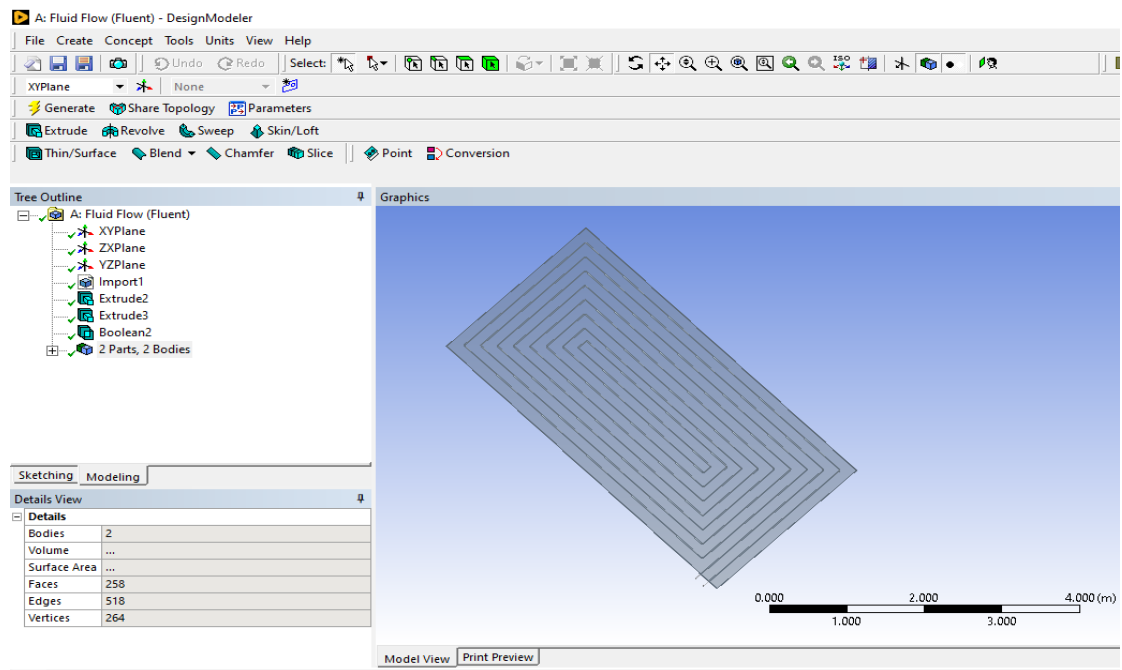 A: Fluid Flow (Fluent) - DesignModeler
File Create Concept Tools Units View Help
Undo Redo Select:
XYPlane None
Generate Share Topology Parameters
Extrude Revolve Sweep Skin/Loft
Thin/Surface Blend Chamfer Slice Point Conversion
Tree Outline
A: Fluid Flow (Fluent)
XYPlane
ZXPlane
YZPlane
Import1
Extrude2
Extrude3
Boolean2
2 Parts, 2 Bodies
Sketching Modeling
Details View
Details
Bodies 2
Volume ...
Surface Area ...
Faces 258
Edges 518
Vertices 264
Graphics
0.000 2.000 4.000 (m)
1.000 3.000
Model View Print Preview